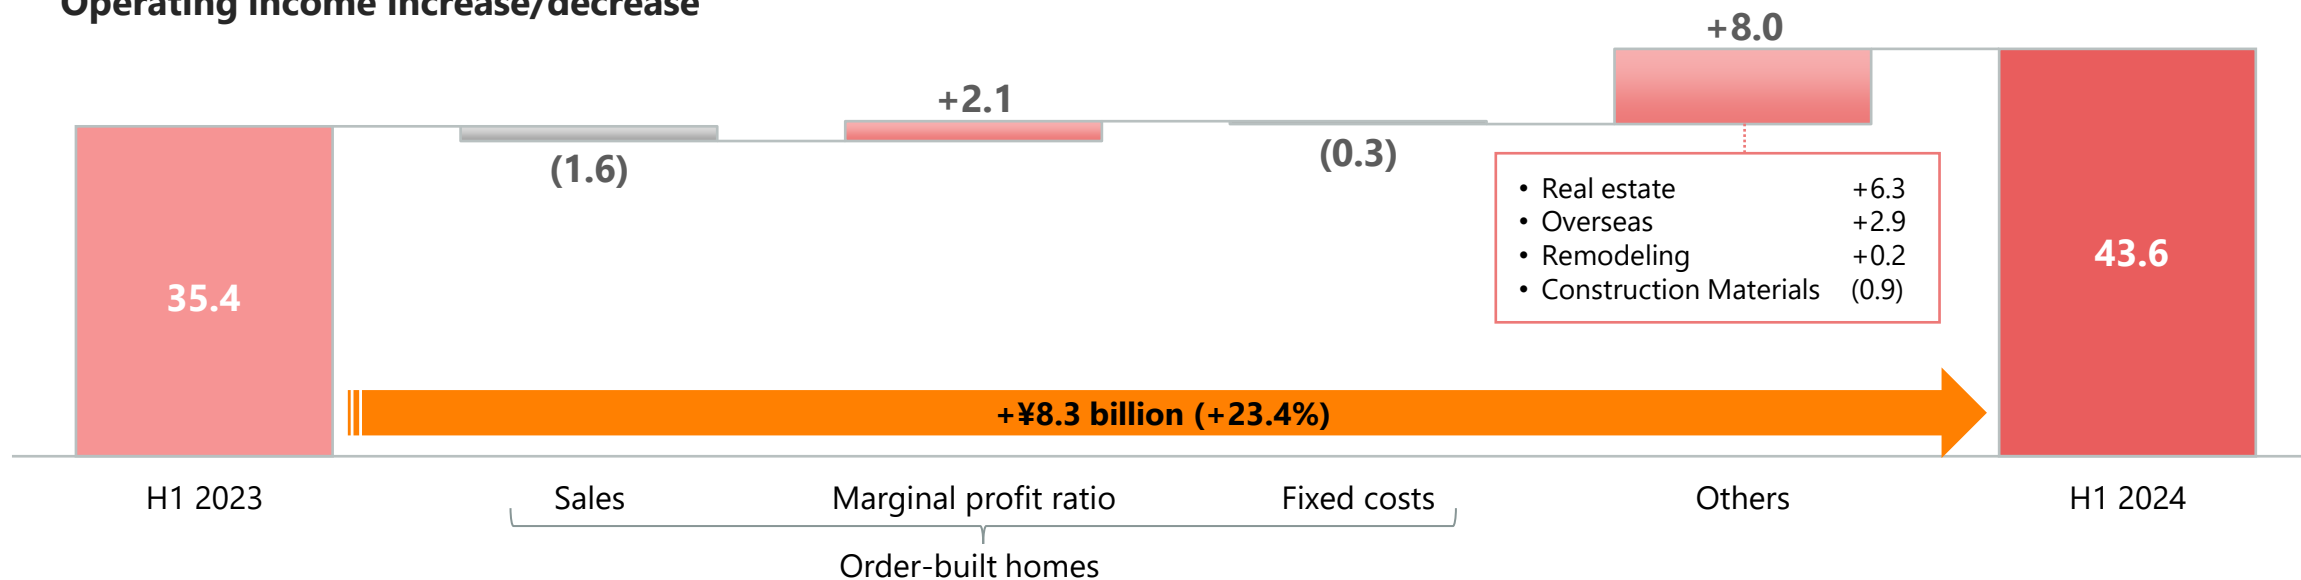 Operating income increase/decrease
+8.0
+2.1
(1.6)
(0.3)
• Real estate +6.3
• Overseas +2.9
• Remodeling +0.2
• Construction Materials (0.9)
35.4
43.6
+¥8.3 billion (+23.4%)
H1 2023 Sales Marginal profit ratio Fixed costs Others H1 2024
Order-built homes